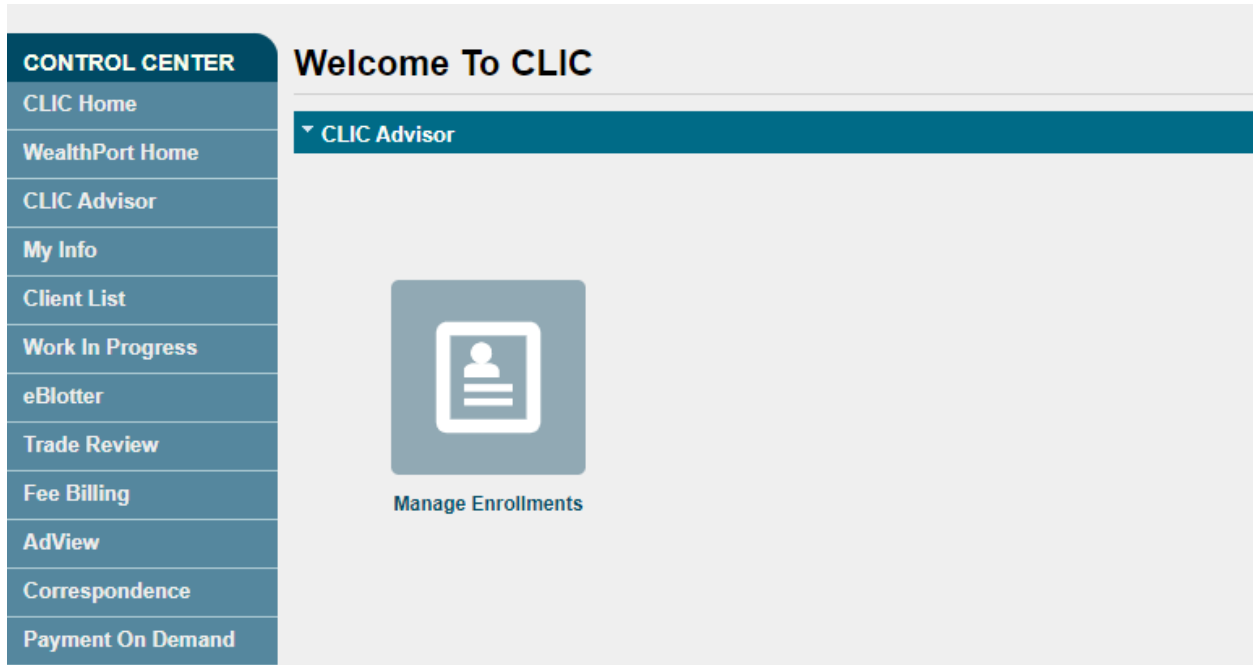 CONTROL CENTER
CLIC Home
WealthPort Home
CLIC Advisor
My Info
Client List
Work In Progress
eBlotter
Trade Review
Fee Billing
AdView
Correspondence
Payment On Demand
Welcome To CLIC
CLIC Advisor
Manage Enrollments